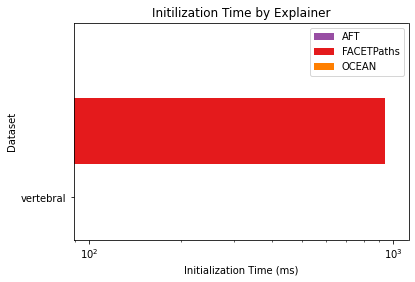 Initilization Time by Explainer
AFT
FACETPaths
OCEAN
Dataset
vertebral
10²
10³
Initialization Time (ms)